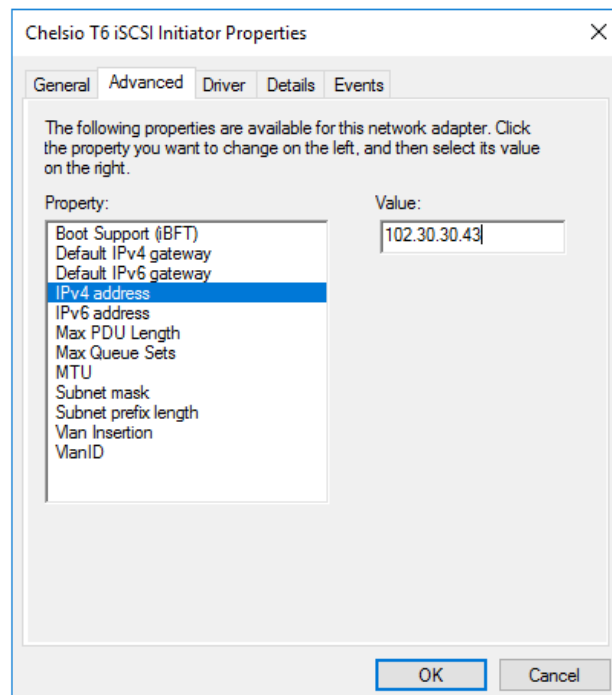 Chelsio T6 iSCSI Initiator Properties
General Advanced Driver Details Events
The following properties are available for this network adapter. Click
the property you want to change on the left, and then select its value
on the right.
Property: Value:
Boot Support (iBFT) 102.30.30.43
Default IPv4 gateway
Default IPv6 gateway
IPv4 address
IPv6 address
Max PDU Length
Max Queue Sets
MTU
Subnet mask
Subnet prefix length
Vlan Insertion
VlanID
OK Cancel